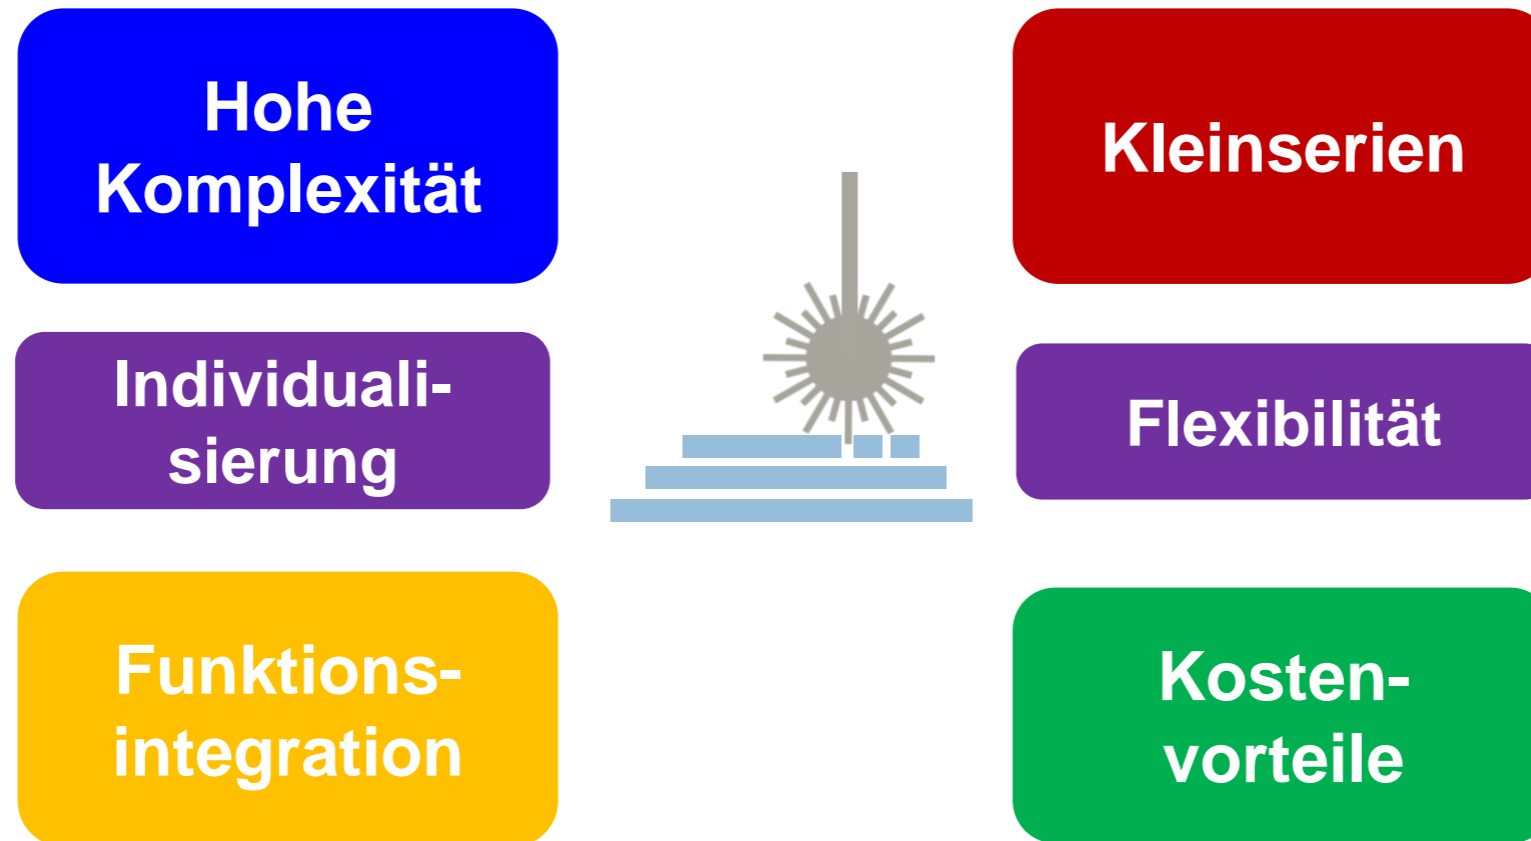 Hohe
Komplexität
Kleinserien
Individuali-
sierung
Flexibilität
Funktions-
integration
Kosten-
vorteile